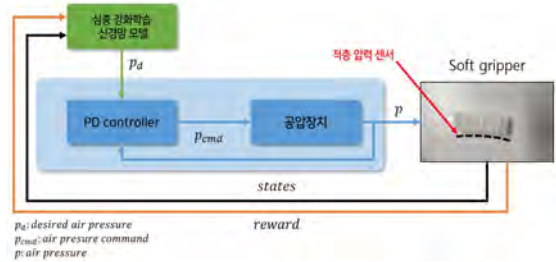 심층 강화학습
신경망 모델
p_d
적층 압력 센서
Soft gripper
PD controller
p_cmd
공압장치
p
states
reward
p_d: desired air pressure
p_cmd: air presure command
p: air pressure